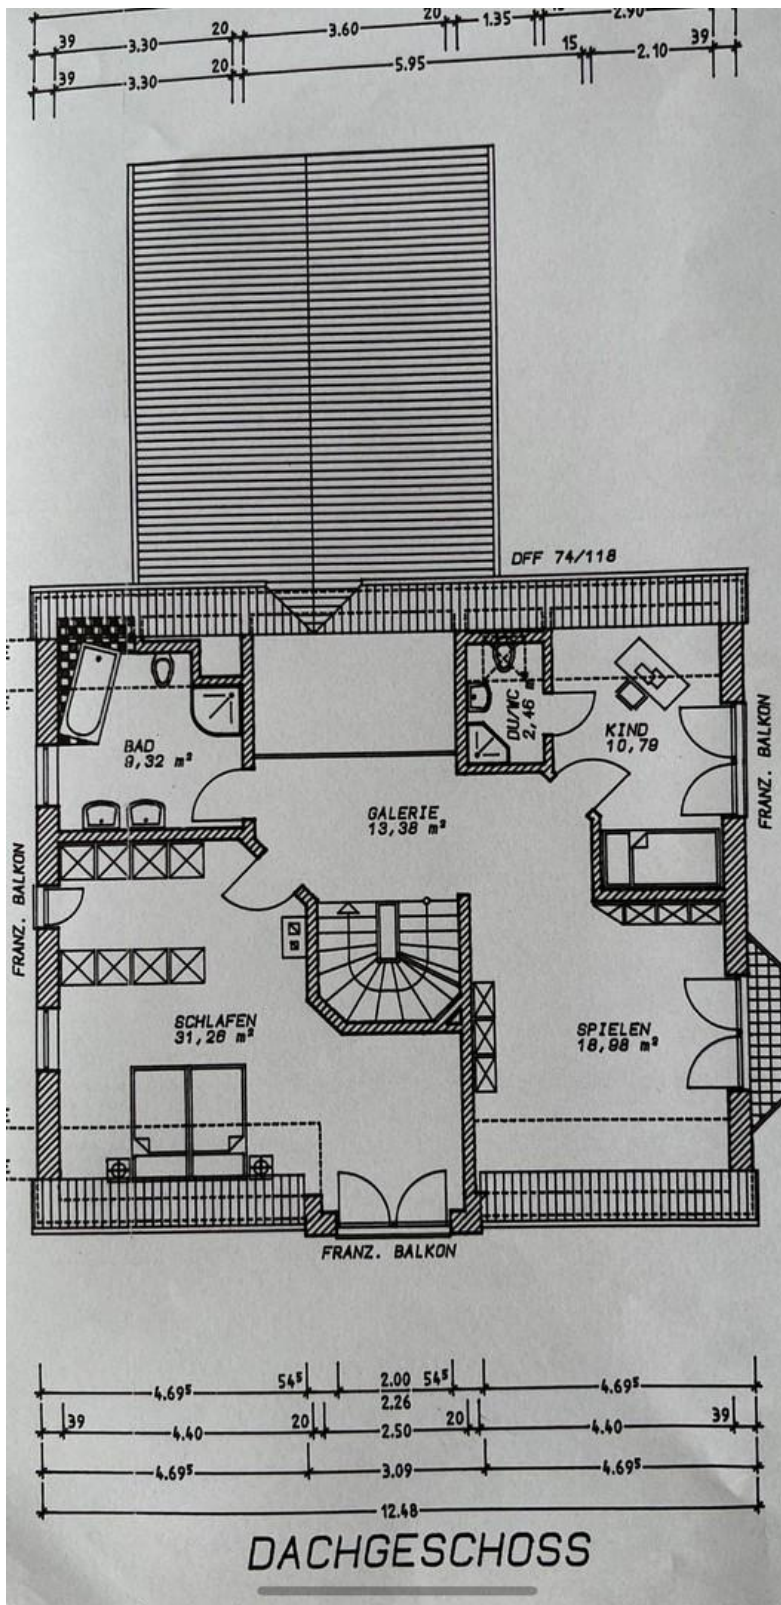 20 3.60 20 1.35 2.90
39 3.30 20 5.95 15 2.10 39
39 3.30 20
DFF 74/118
BAD
9,32 m²
DU/WC
2,46 m²
KIND
10,79
FRANZ. BALKON
GALERIE
13,38 m²
FRANZ. BALKON
SCHLAFEN
31,26 m²
SPIELEN
18,98 m²
FRANZ. BALKON
4.69⁵ 54⁵ 2.00 54⁵ 4.69⁵
2.26
39 4.40 20 2.50 20 4.40 39
4.69⁵ 3.09 4.69⁵
12.48
DACHGESCHOSS